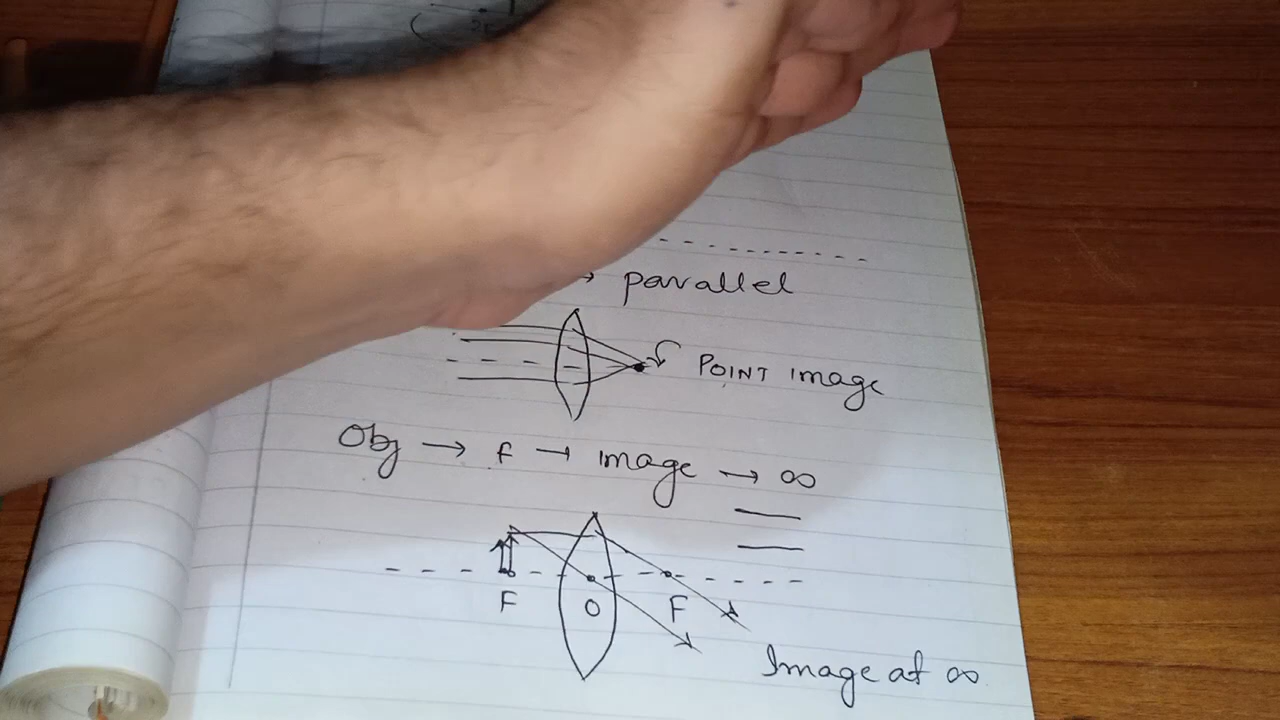 → parallel
POINT image
Obj → F → image → ∞
F O F
Image at ∞